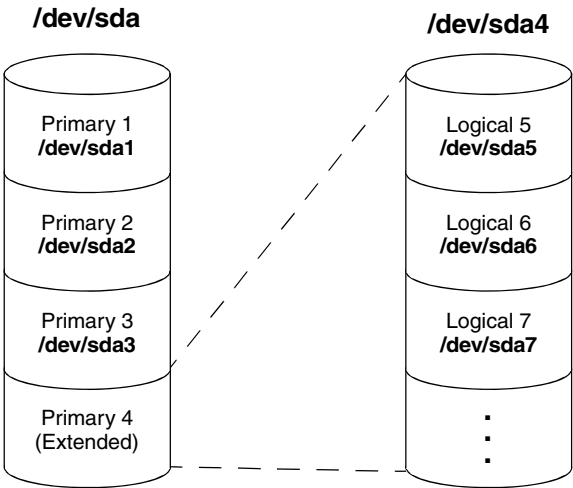 /dev/sda
Primary 1
/dev/sda1
Primary 2
/dev/sda2
Primary 3
/dev/sda3
Primary 4
(Extended)
/dev/sda4
Logical 5
/dev/sda5
Logical 6
/dev/sda6
Logical 7
/dev/sda7
.
.
.